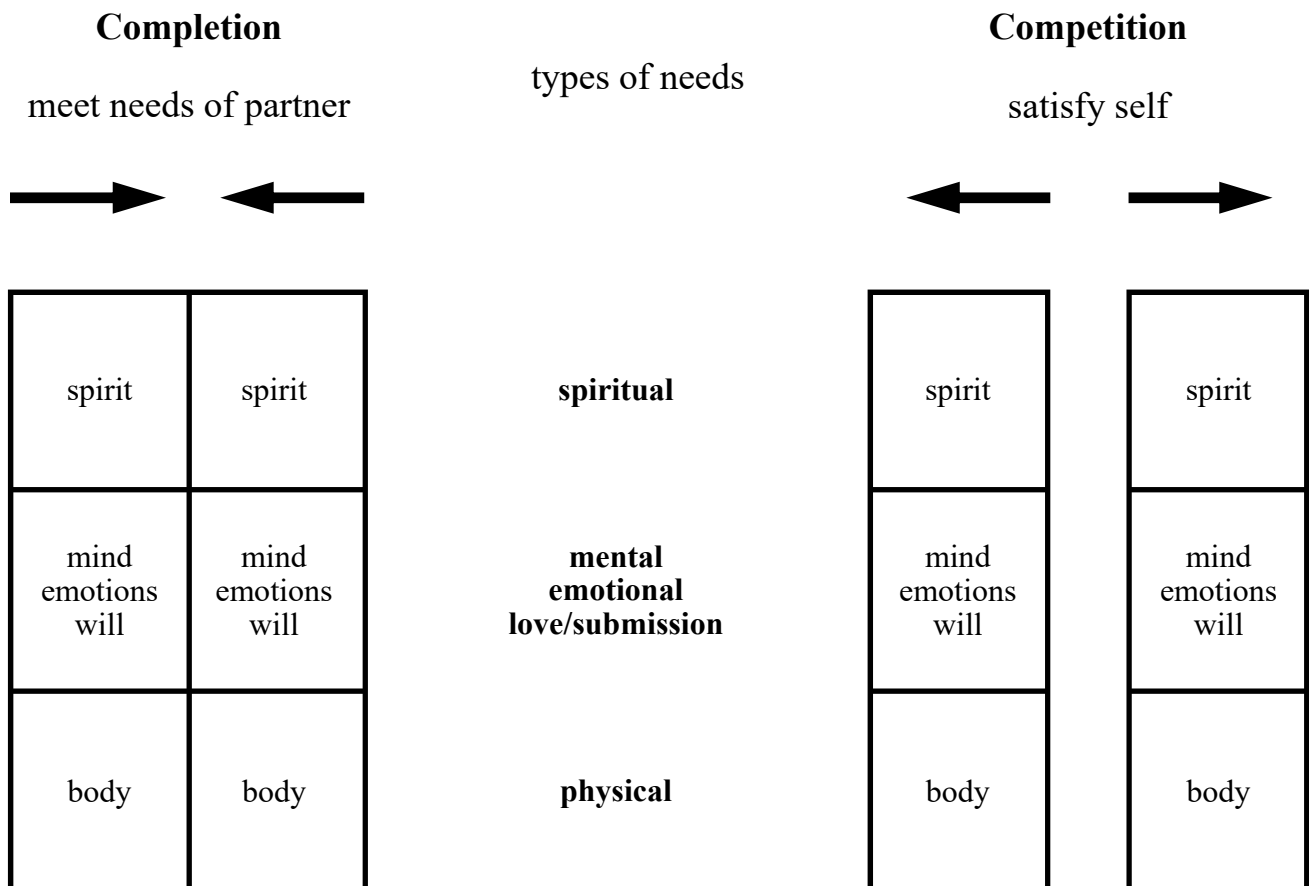 Completion
Competition
types of needs
meet needs of partner
satisfy self
spirit
spirit
spiritual
spirit
spirit
mind
emotions
will
mind
emotions
will
mental
emotional
love/submission
mind
emotions
will
mind
emotions
will
body
body
physical
body
body